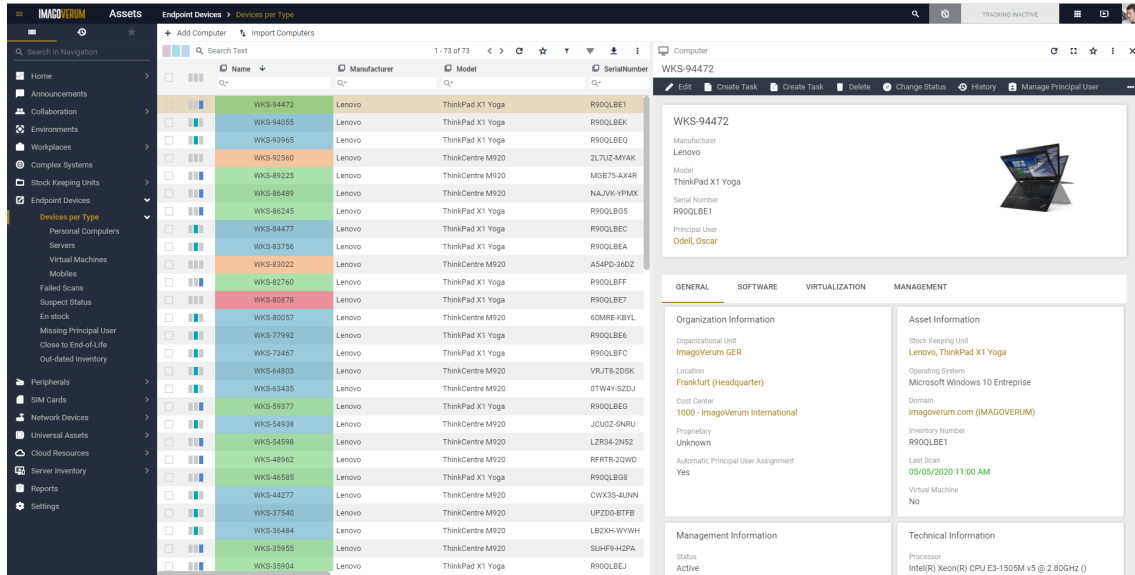 IMAGOVERUM Assets
Endpoint Devices > Devices per Type
TRACKING INACTIVE
Search in Navigation
Home
Announcements
Collaboration
Environments
Workplaces
Complex Systems
Stock Keeping Units
Endpoint Devices
Devices per Type
Personal Computers
Servers
Virtual Machines
Mobiles
Failed Scans
Suspect Status
En stock
Missing Principal User
Close to End-of-Life
Out-dated Inventory
Peripherals
SIM Cards
Network Devices
Universal Assets
Cloud Resources
Server Inventory
Reports
Settings
+ Add Computer Import Computers
Search Text 1 - 73 of 73
Name Manufacturer Model SerialNumber
WKS-94472 Lenovo ThinkPad X1 Yoga R90QLBE1
WKS-94055 Lenovo ThinkPad X1 Yoga R90QLBEK
WKS-93965 Lenovo ThinkPad X1 Yoga R90QLBEQ
WKS-92560 Lenovo ThinkCentre M920 2L7UZ-MYAK
WKS-89225 Lenovo ThinkCentre M920 MGB75-AX4R
WKS-86489 Lenovo ThinkCentre M920 NAJVK-YPMX
WKS-86245 Lenovo ThinkPad X1 Yoga R90QLBG5
WKS-84477 Lenovo ThinkPad X1 Yoga R90QLBEC
WKS-83756 Lenovo ThinkPad X1 Yoga R90QLBEA
WKS-83022 Lenovo ThinkCentre M920 A54PD-36DZ
WKS-82760 Lenovo ThinkPad X1 Yoga R90QLBFF
WKS-80878 Lenovo ThinkPad X1 Yoga R90QLBE7
WKS-80057 Lenovo ThinkCentre M920 60MRE-KBYL
WKS-77992 Lenovo ThinkPad X1 Yoga R90QLBE6
WKS-73467 Lenovo ThinkPad X1 Yoga R90QLBFC
WKS-64803 Lenovo ThinkCentre M920 VRJT8-2DSK
WKS-63435 Lenovo ThinkCentre M920 0TW4Y-SZDJ
WKS-59377 Lenovo ThinkPad X1 Yoga R90QLBEG
WKS-54938 Lenovo ThinkCentre M920 JCU0Z-SNRU
WKS-54598 Lenovo ThinkCentre M920 LZR34-2N52
WKS-48962 Lenovo ThinkCentre M920 RFRTR-2QWD
WKS-46585 Lenovo ThinkPad X1 Yoga R90QLBG8
WKS-44277 Lenovo ThinkCentre M920 CWX3S-4UNN
WKS-37540 Lenovo ThinkCentre M920 UPZD0-BTFB
WKS-36484 Lenovo ThinkCentre M920 LB2XH-WYWH
WKS-35955 Lenovo ThinkCentre M920 SUHF9-H2PA
WKS-35904 Lenovo ThinkPad X1 Yoga R90QLBEJ
Computer
WKS-94472
Edit Create Task Create Task Delete Change Status History Manage Principal User
WKS-94472
Manufacturer
Lenovo
Model
ThinkPad X1 Yoga
Serial Number
R90QLBE1
Principal User
Odell, Oscar
GENERAL SOFTWARE VIRTUALIZATION MANAGEMENT
Organization Information
Organizational Unit
ImagoVerum GER
Location
Frankfurt (Headquarter)
Cost Center
1000 - ImagoVerum International
Proprietary
Unknown
Automatic Principal User Assignment
Yes
Asset Information
Stock Keeping Unit
Lenovo, ThinkPad X1 Yoga
Operating System
Microsoft Windows 10 Entreprise
Domain
imagoverum.com (IMAGOVERUM)
Inventory Number
R90QLBE1
Last Scan
05/05/2020 11:00 AM
Virtual Machine
No
Management Information
Status
Active
Technical Information
Processor
Intel(R) Xeon(R) CPU E3-1505M v5 @ 2.80GHz ()